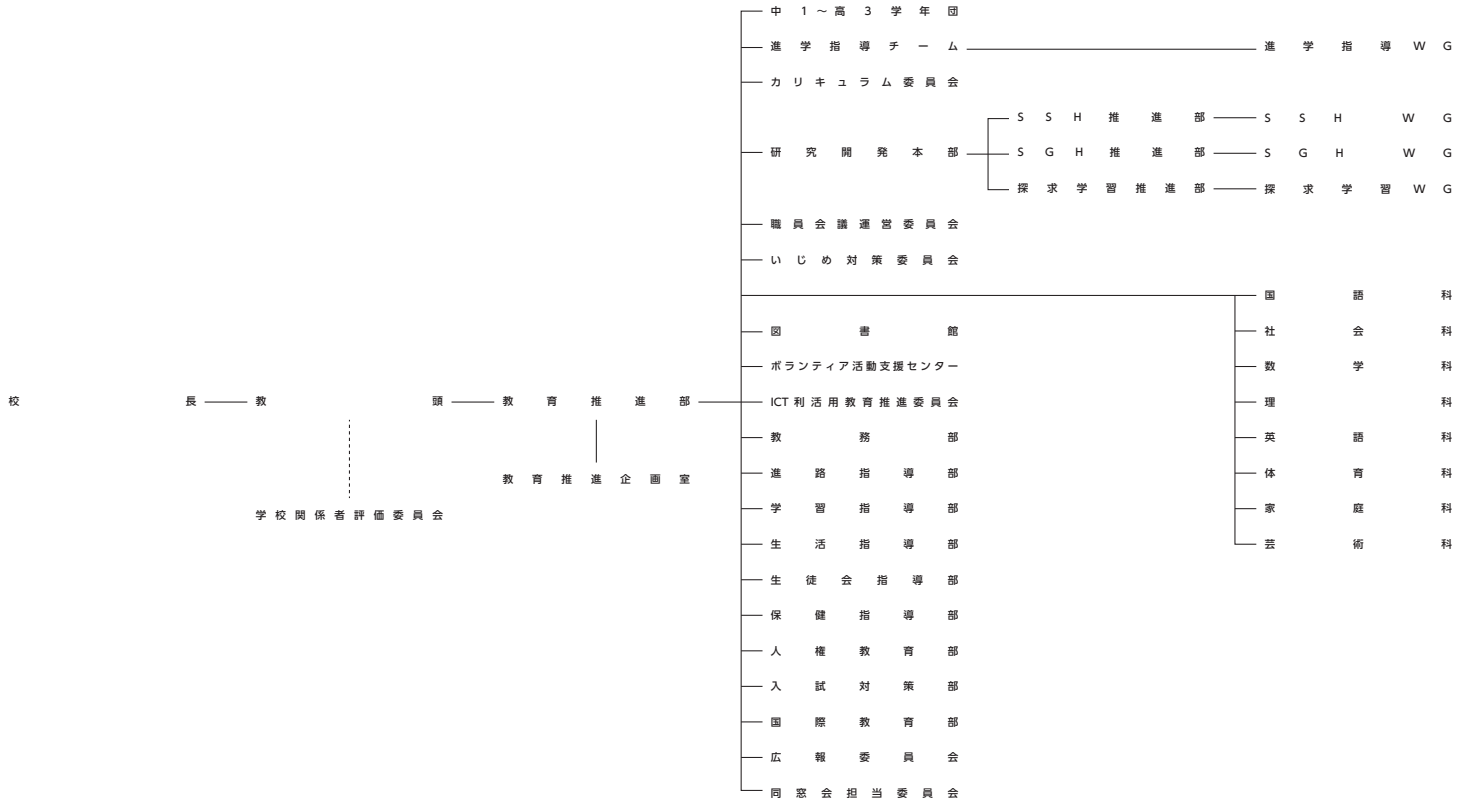 中1～高3学年団
進学指導チーム 進学指導WG
カリキュラム委員会
SSH推進部 SSH WG
研究開発本部 SGH推進部 SGH WG
探求学習推進部 探求学習WG
職員会議運営委員会
いじめ対策委員会
国語科
図書館 社会科
ボランティア活動支援センター 数学科
校長 教頭 教育推進部 ICT利活用教育推進委員会 理科
教務部 英語科
進路指導部 体育科
教育推進企画室
学習指導部 家庭科
学校関係者評価委員会
生活指導部 芸術科
生徒会指導部
保健指導部
人権教育部
入試対策部
国際教育部
広報委員会
同窓会担当委員会